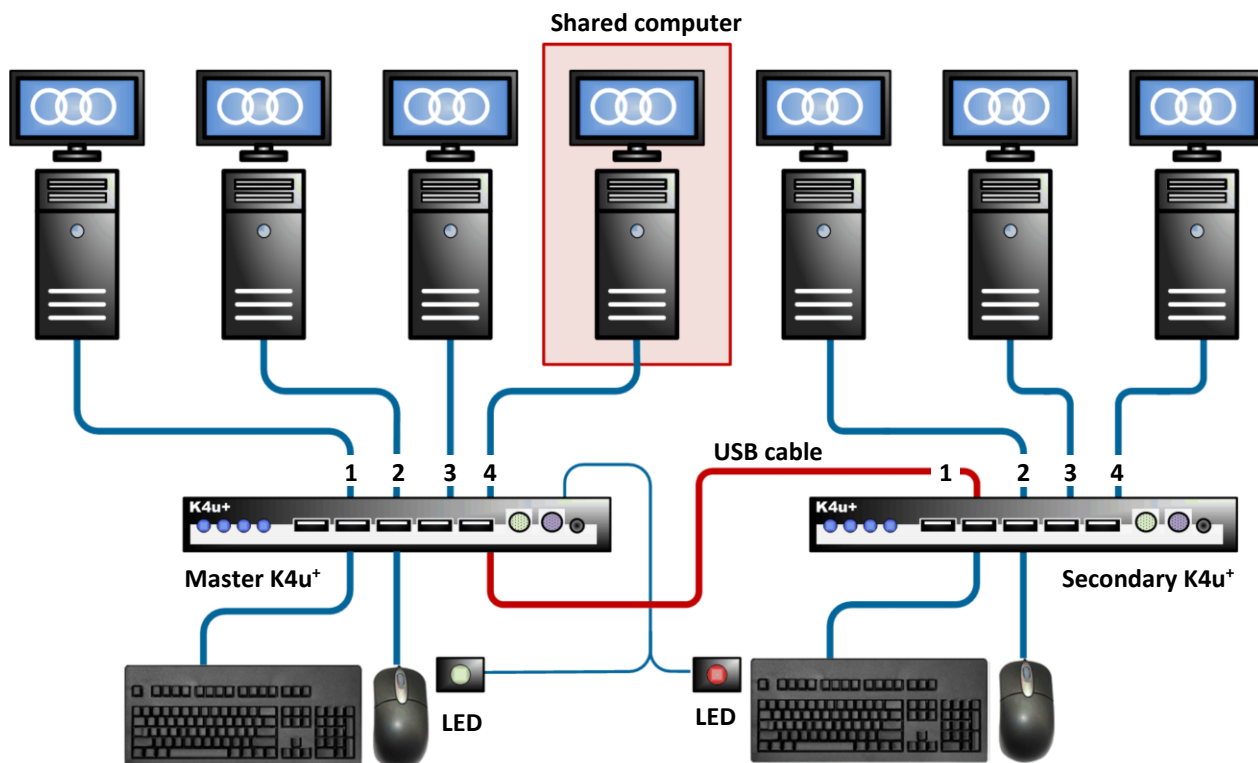 Shared computer
USB cable
1 2 3 4
1 2 3 4
K4u+
K4u+
Master K4u⁺
Secondary K4u⁺
LED
LED